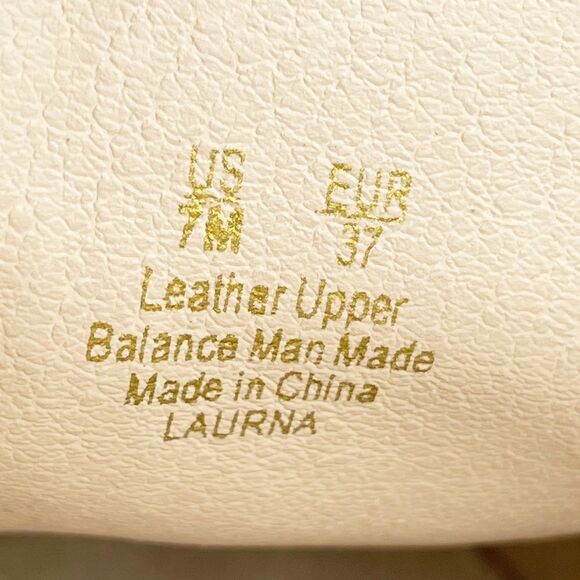 US EUR
7M 37
Leather Upper
Balance Man Made
Made in China
LAURNA